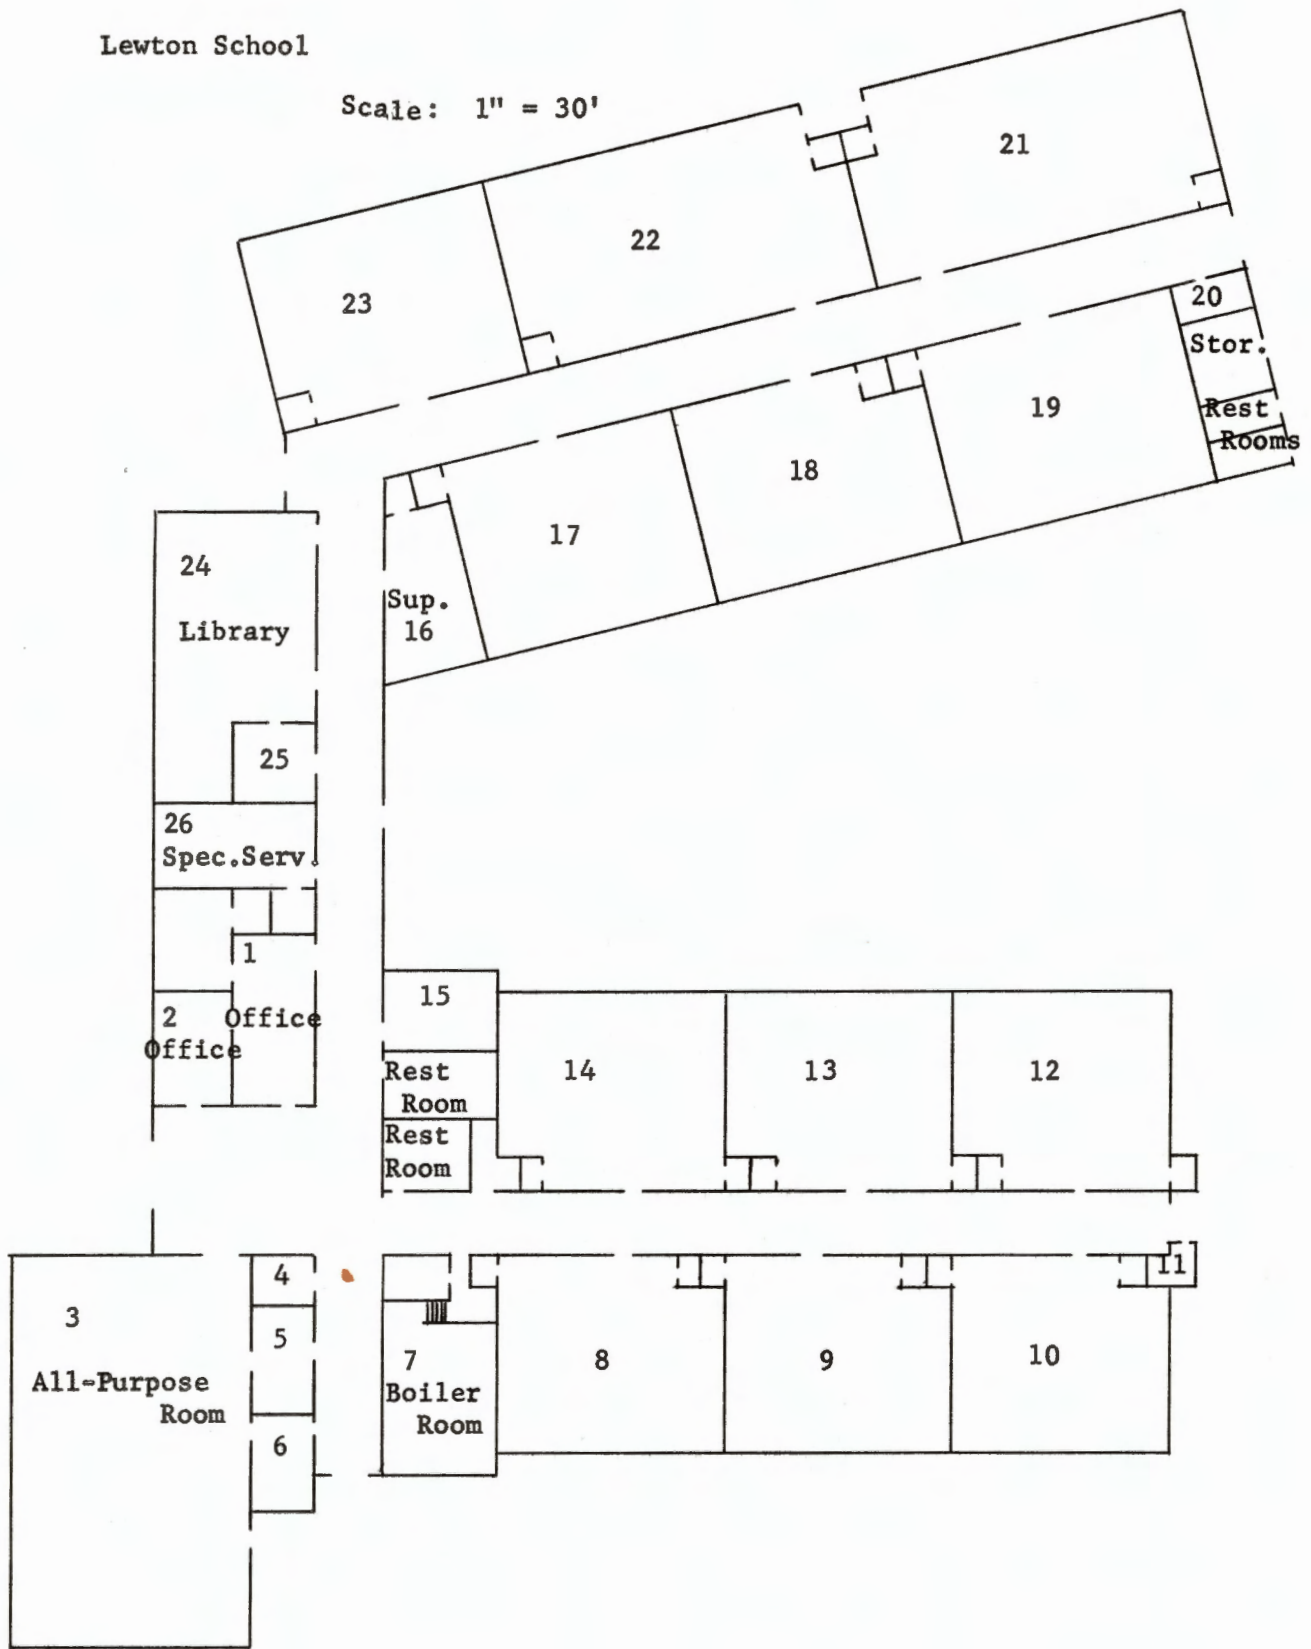 Lewton School
Scale: 1" = 30'
21
22
23
20
Stor.
Rest
Rooms
19
18
17
Sup.
16
24
Library
25
26
Spec.Serv.
1
Office
2
Office
15
Rest
Room
Rest
Room
14
13
12
3
All-Purpose
Room
4
5
6
7
Boiler
Room
8
9
10
11